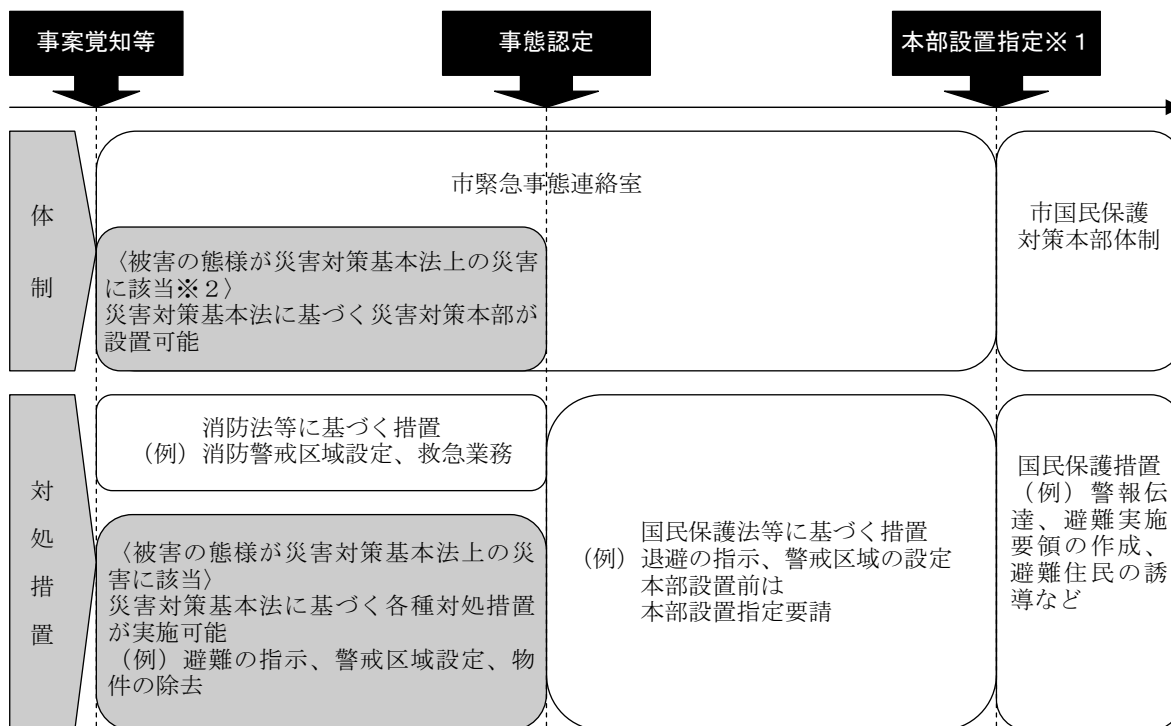 事案覚知等
事態認定
本部設置指定※１
体制
市緊急事態連絡室
〈被害の態様が災害対策基本法上の災害
に該当※２〉
災害対策基本法に基づく災害対策本部が
設置可能
市国民保護
対策本部体制
対処措置
消防法等に基づく措置
（例）消防警戒区域設定、救急業務
〈被害の態様が災害対策基本法上の災
害に該当〉
災害対策基本法に基づく各種対処措置
が実施可能
（例）避難の指示、警戒区域設定、物
件の除去
国民保護法等に基づく措置
（例）退避の指示、警戒区域の設定
本部設置前は
本部設置指定要請
国民保護措置
（例）警報伝
達、避難実施
要領の作成、
避難住民の誘
導など